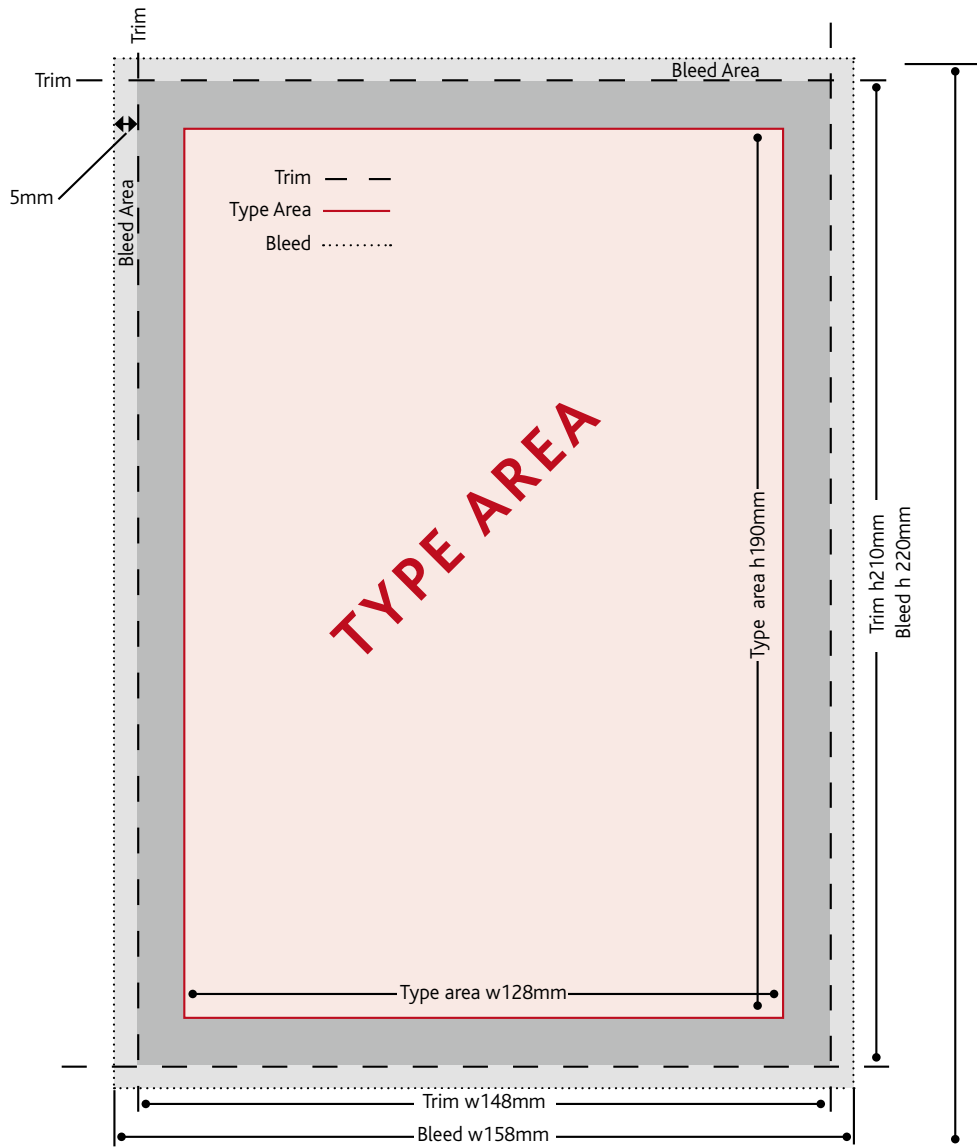 Trim
Trim
Bleed Area
5mm
Bleed Area
Trim
Type Area
Bleed
TYPE AREA
Type area h190mm
Trim h210mm
Bleed h 220mm
Type area w128mm
Trim w148mm
Bleed w158mm